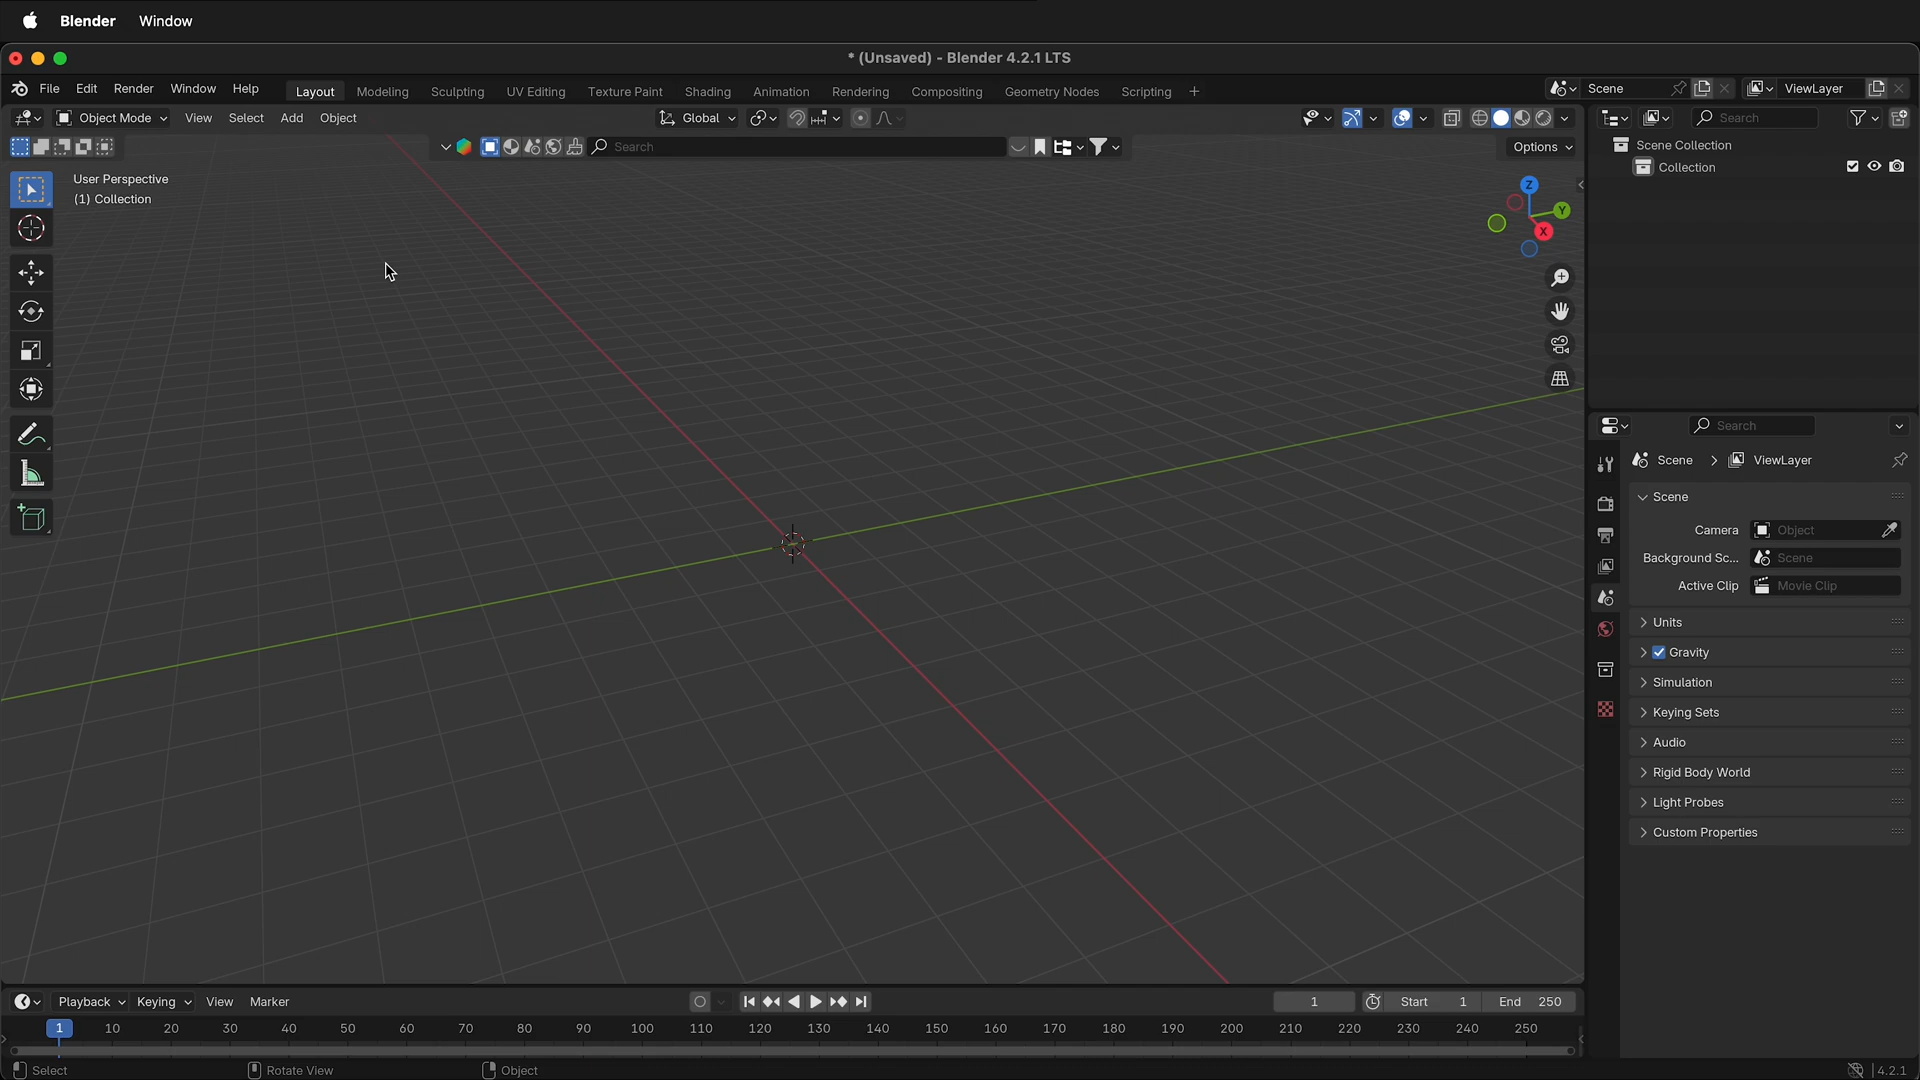 Blender Window
* (Unsaved) - Blender 4.2.1 LTS
File Edit Render Window Help Layout Modeling Sculpting UV Editing Texture Paint Shading Animation Rendering Compositing Geometry Nodes Scripting + Scene ViewLayer
Object Mode View Select Add Object Global Search
Search Options
User Perspective
(1) Collection
Z
Y
X
Scene Collection
Collection
Search
Scene > ViewLayer
Scene
Camera Object
Background Sc... Scene
Active Clip Movie Clip
Units
Gravity
Simulation
Keying Sets
Audio
Rigid Body World
Light Probes
Custom Properties
Playback Keying View Marker 1 Start 1 End 250
1 10 20 30 40 50 60 70 80 90 100 110 120 130 140 150 160 170 180 190 200 210 220 230 240 250
Select Rotate View Object 4.2.1